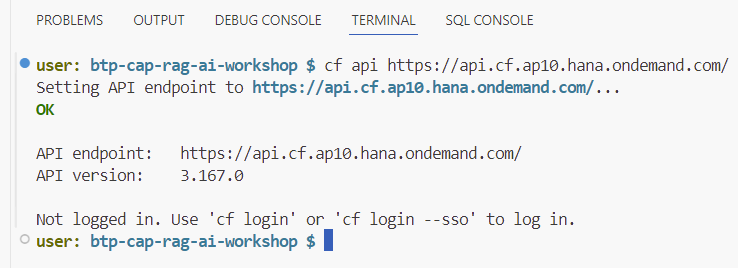 PROBLEMS OUTPUT DEBUG CONSOLE TERMINAL SQL CONSOLE
user: btp-cap-rag-ai-workshop $ cf api https://api.cf.ap10.hana.ondemand.com/
Setting API endpoint to https://api.cf.ap10.hana.ondemand.com/...
OK
API endpoint: https://api.cf.ap10.hana.ondemand.com/
API version: 3.167.0
Not logged in. Use 'cf login' or 'cf login --sso' to log in.
user: btp-cap-rag-ai-workshop $